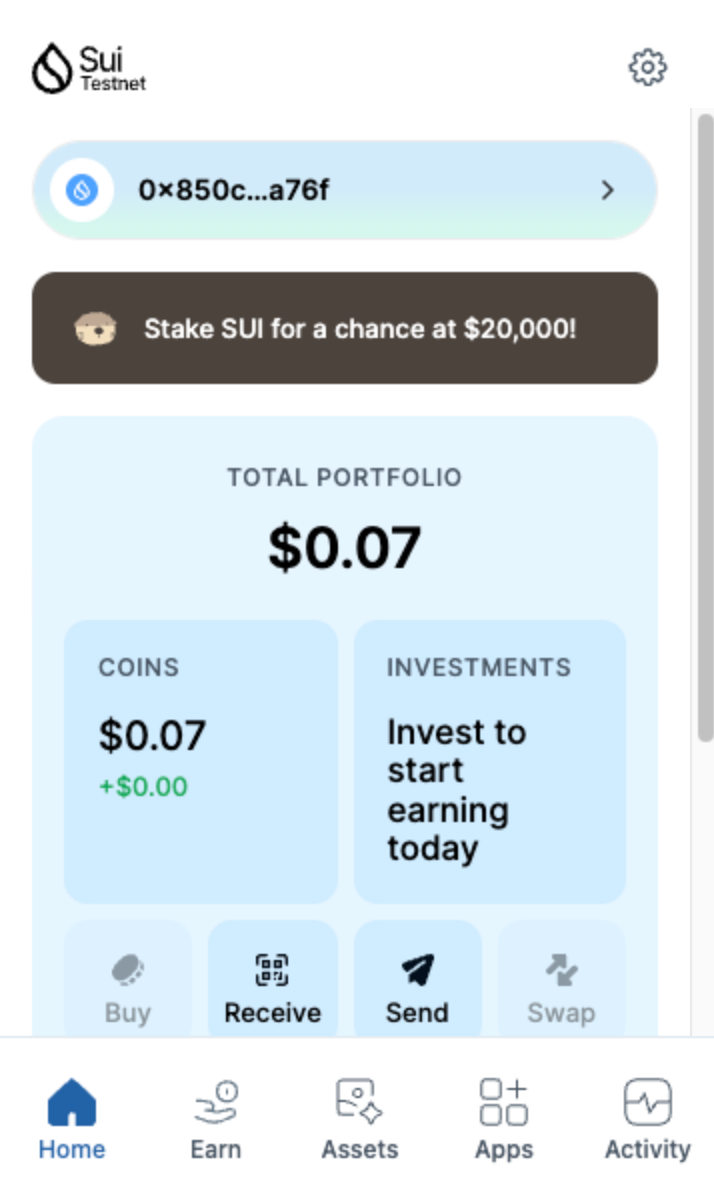 Sui
Testnet
0×850c...a76f
Stake SUI for a chance at $20,000!
TOTAL PORTFOLIO
$0.07
COINS
$0.07
+$0.00
INVESTMENTS
Invest to
start
earning
today
Buy
Receive
Send
Swap
Home
Earn
Assets
Apps
Activity